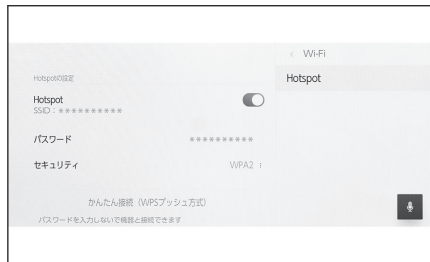 ‹ Wi-Fi
Hotspot
Hotspotの設定
Hotspot
SSID：＊＊＊＊＊＊＊＊＊＊
パスワード ＊＊＊＊＊＊＊＊＊＊
セキュリティ WPA2
かんたん接続（WPSプッシュ方式）
パスワードを入力しないで機器と接続できます